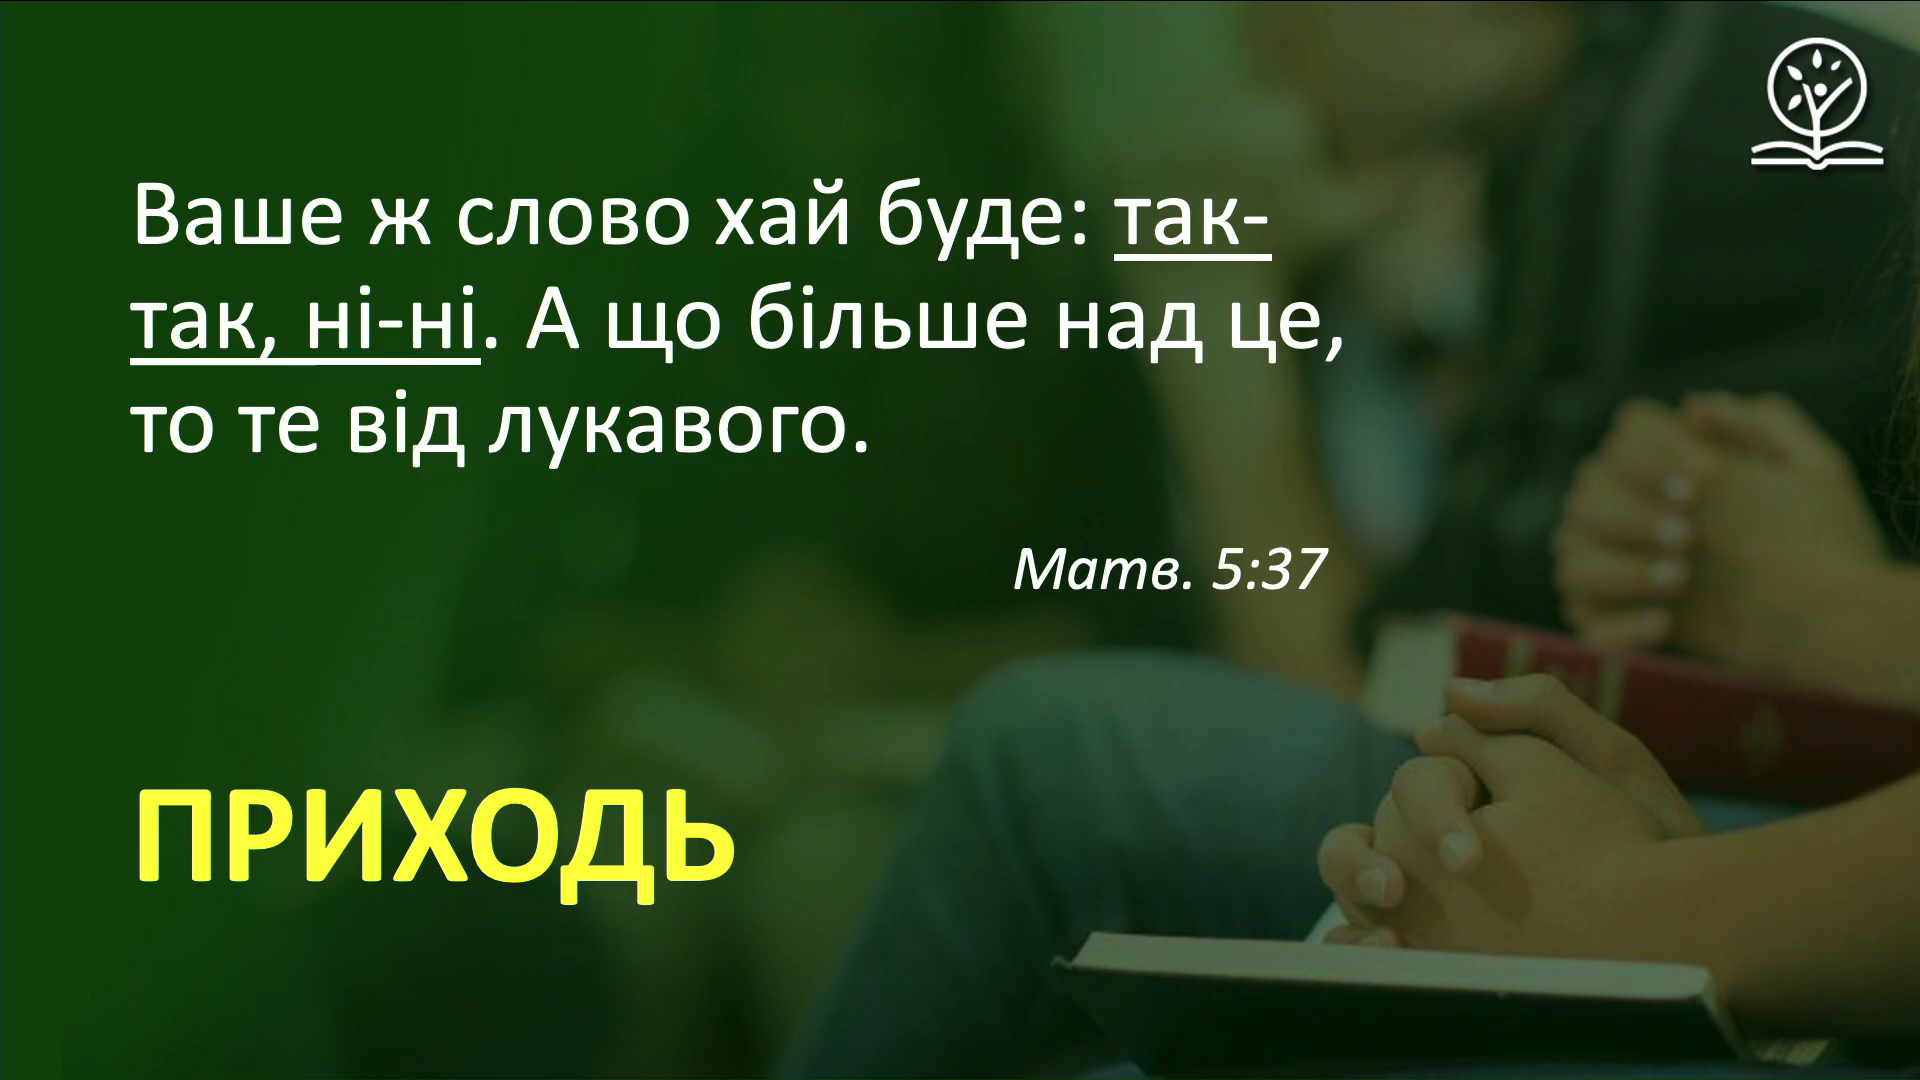 Ваше ж слово хай буде: так-
так, ні-ні. А що більше над це,
то те від лукавого.
Матв. 5:37
ПРИХОДЬ